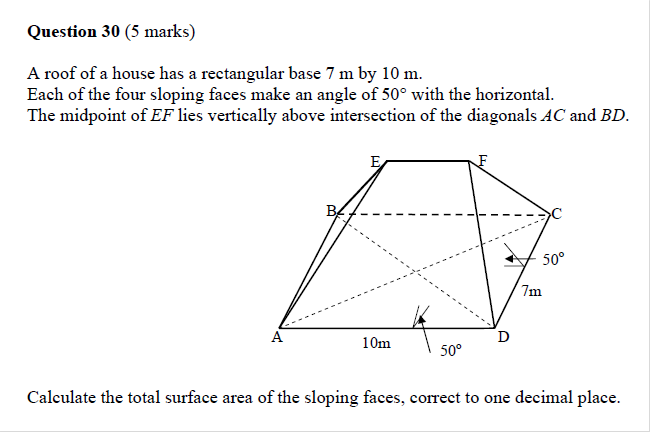 Question 30 (5 marks)
A roof of a house has a rectangular base 7 m by 10 m.
Each of the four sloping faces make an angle of 50° with the horizontal.
The midpoint of EF lies vertically above intersection of the diagonals AC and BD.
E F
B C
50°
7m
A D
10m 50°
Calculate the total surface area of the sloping faces, correct to one decimal place.